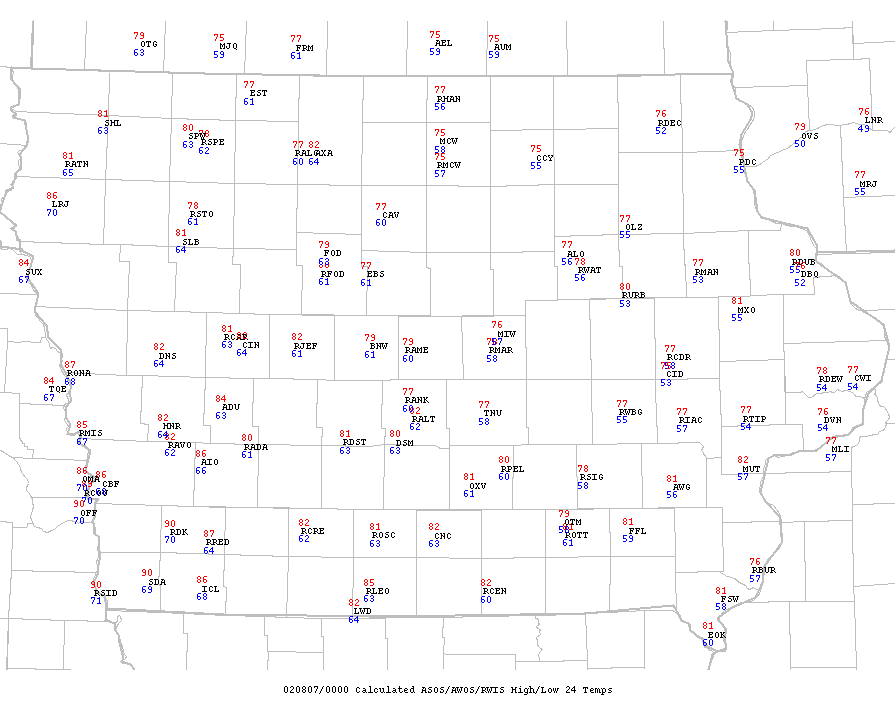 79 OTG 63
75 MJQ 59
77 FRM 61
75 AEL 59
75 AUM 59
77 EST 61
77 RHAN 56
81 SHL 63
80 SPW 63
RSPE 62
77 RALG 60
82 AXA 64
75 MCW 58
75 RMCW 57
75 CCY 55
76 RDEC 52
75 PDC 55
79 OVS 50
76 LNR 49
81 RATN 65
77 MRJ 55
86 LRJ 70
78 RSTO 61
77 CAV 60
77 OLZ 55
81 SLB 64
79 FOD 63
80 RFOD 61
77 EBS 61
77 ALO 56
78 RWAT 56
77 RMAN 53
80 RDUB 55
DBQ 52
84 SUX 67
80 RURB 53
81 MXO 55
81 RCAR 63
CIN 64
82 RJEF 61
79 BNW 61
79 RAME 60
76 MIW 57
RMAR 58
82 DNS 64
77 RCDR 58
CID 53
78 RDEW 54
77 CWI 54
87 RONA 68
84 TQE 67
84 ADU 63
77 RANK 60
82 RALT 62
77 TNU 58
77 RWBG 55
77 RIAC 57
77 RTIP 54
76 DVN 54
85 RMIS 67
82 HNR 64
82 RAVO 62
80 RADA 61
81 RDST 63
80 DSM 63
77 MLI 57
86 AIO 66
80 RPEL 60
81 OXV 61
78 RSIG 58
82 MUT 57
81 AWG 56
86 OMA 70
86 CBF 68
RCOU 70
90 OFF 70
90 RDK 70
87 RRED 64
82 RCRE 62
81 ROSC 63
82 CNC 63
79 OTM 58
81 ROTT 61
81 FFL 59
76 RBUR 57
90 RSID 71
90 SDA 69
86 ICL 68
85 RLEO 63
82 LWD 64
82 RCEN 60
81 FSW 58
81 EOK 60
020807/0000 Calculated ASOS/AWOS/RWIS High/Low 24 Temps